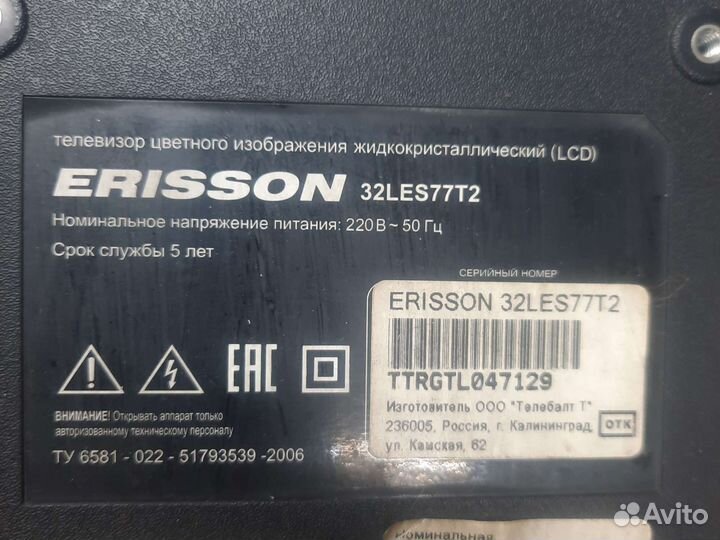 телевизор цветного изображения жидкокристаллический (LCD)
ERISSON 32LES77T2
Номинальное напряжение питания: 220В ~ 50 Гц
Срок службы 5 лет
СЕРИЙНЫЙ НОМЕР
ERISSON 32LES77T2
TTRGTL047129
Изготовитель ООО "Телебалт Т"
236005, Россия, г. Калининград,
ул. Камская, 62
ОТК
EAC
ВНИМАНИЕ! Открывать аппарат только
авторизованному техническому персоналу
ТУ 6581 - 022 - 51793539 -2006
Номинальная
Avito